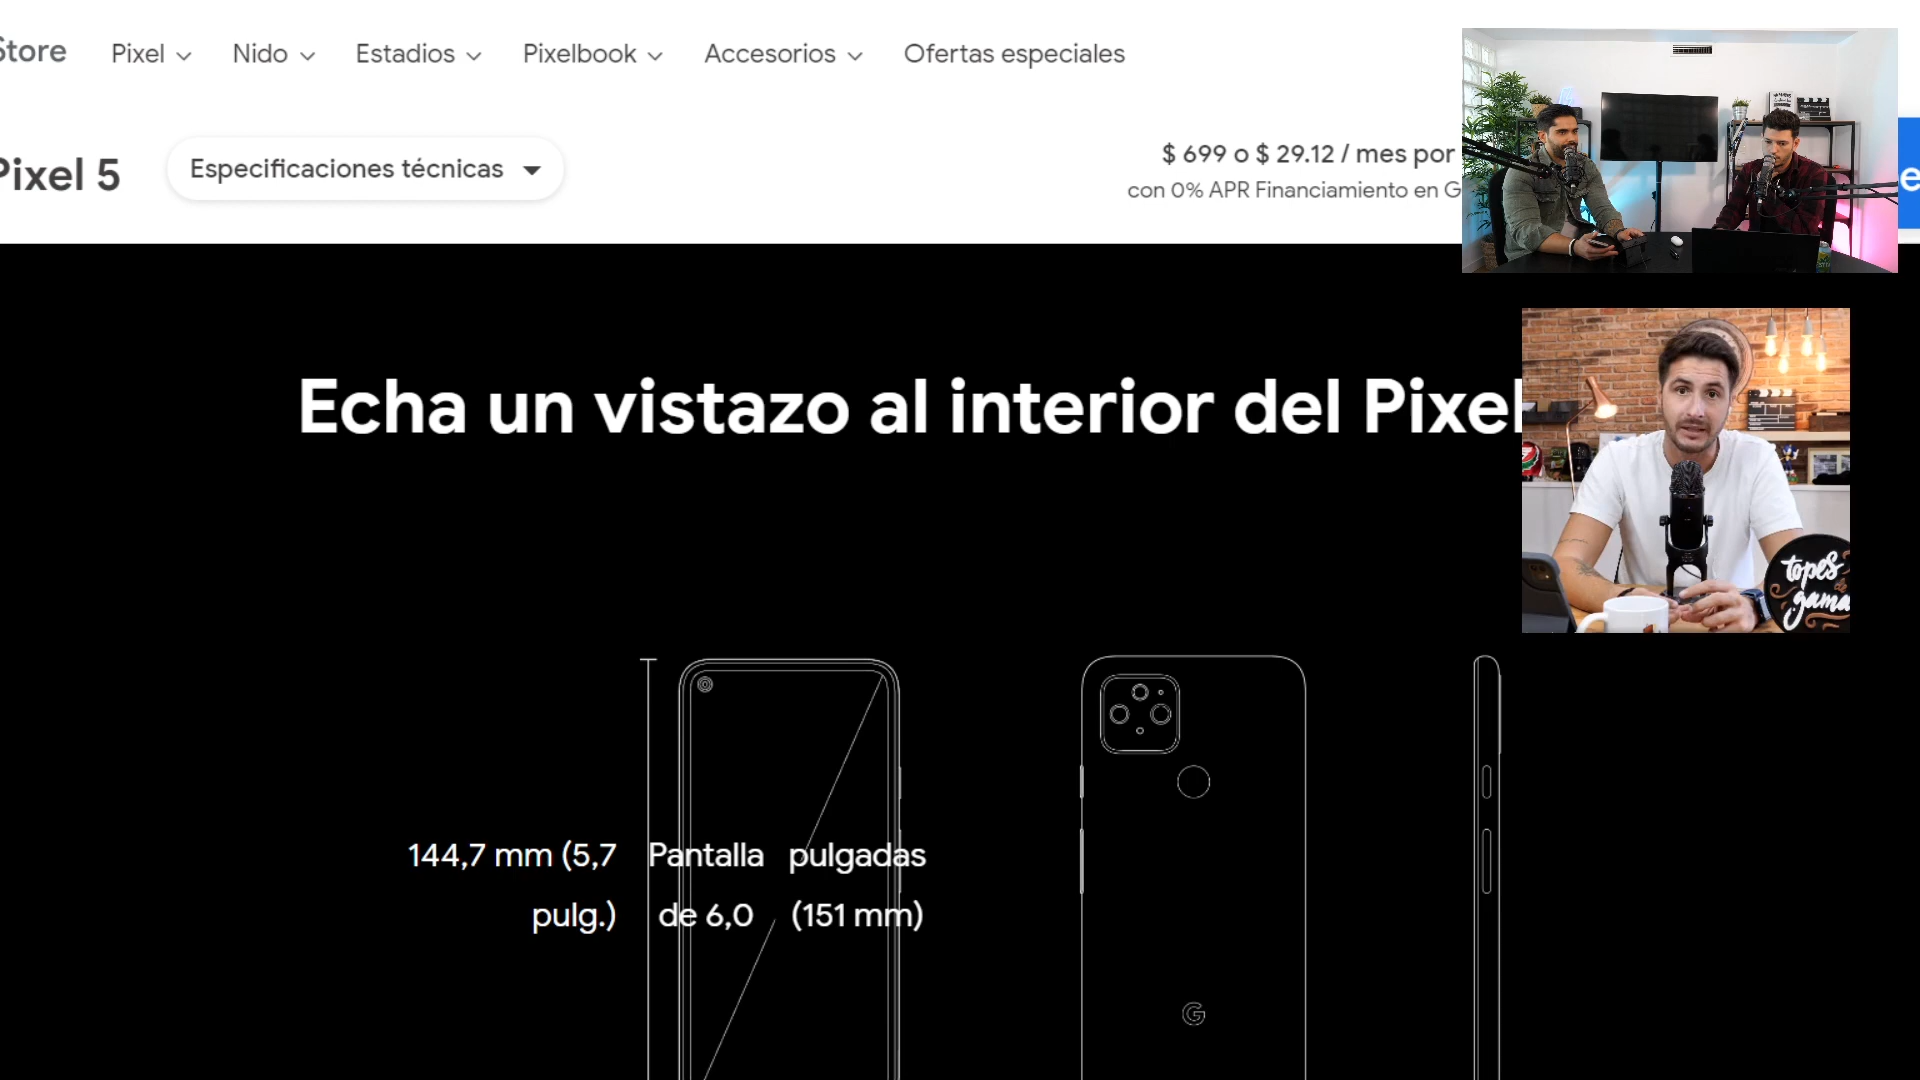 Store
Pixel
Nido
Estadios
Pixelbook
Accesorios
Ofertas especiales
Pixel 5
Especificaciones técnicas
$ 699 o $ 29.12 / mes por
con 0% APR Financiamiento en G
Echa un vistazo al interior del Pixel
topes
de
gama
144,7 mm (5,7
pulg.)
Pantalla
de 6,0
pulgadas
(151 mm)
G